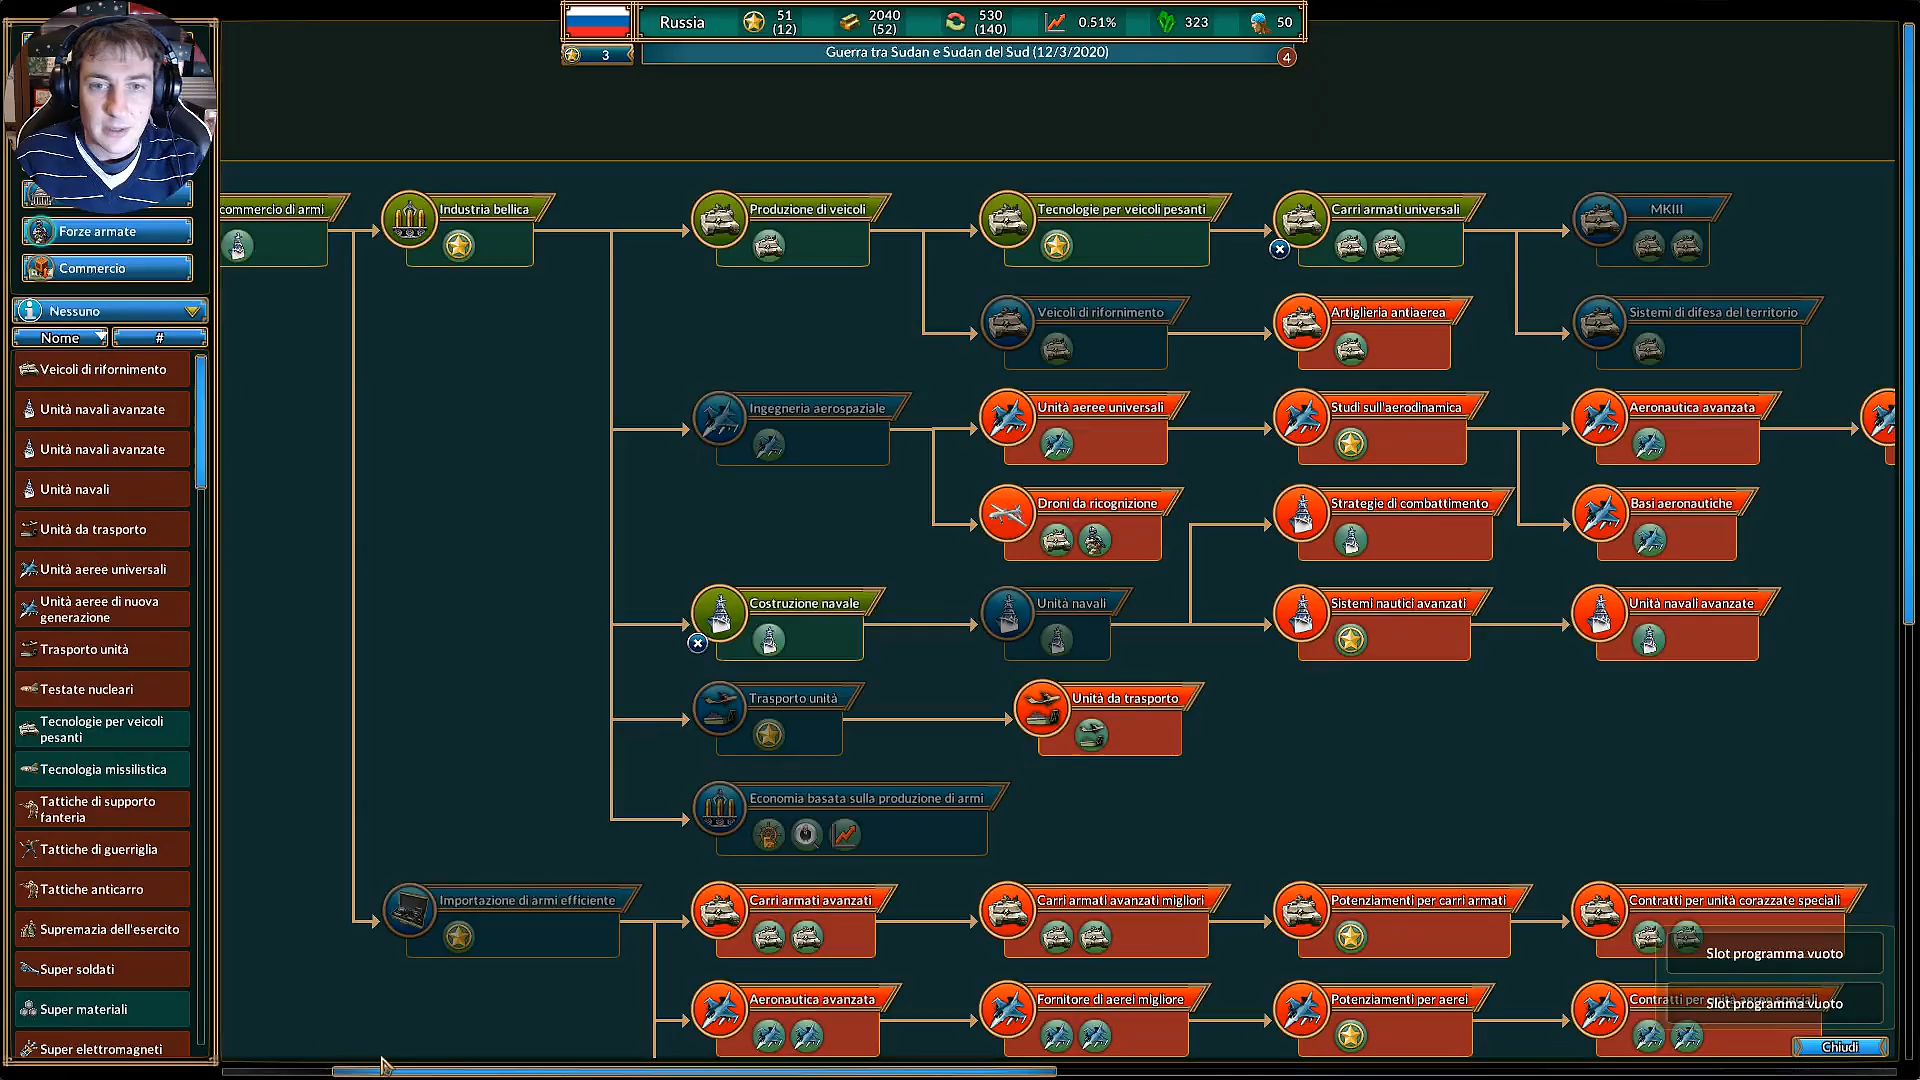 Russia
51
(12)
2040
(52)
530
(140)
0.51%
323
50
3
Guerra tra Sudan e Sudan del Sud (12/3/2020)
4
Forze armate
Commercio
Nessuno
Nome
#
Veicoli di rifornimento
Unità navali avanzate
Unità navali avanzate
Unità navali
Unità da trasporto
Unità aeree universali
Unità aeree di nuova
generazione
Trasporto unità
Testate nucleari
Tecnologie per veicoli
pesanti
Tecnologia missilistica
Tattiche di supporto
fanteria
Tattiche di guerriglia
Tattiche anticarro
Supremazia dell'esercito
Super soldati
Super materiali
Super elettromagneti
commercio di armi
Industria bellica
Produzione di veicoli
Tecnologie per veicoli pesanti
Carri armati universali
MKIII
Veicoli di rifornimento
Artiglieria antiaerea
Sistemi di difesa del territorio
Ingegneria aerospaziale
Unità aeree universali
Studi sull'aerodinamica
Aeronautica avanzata
Droni da ricognizione
Strategie di combattimento
Basi aeronautiche
Costruzione navale
Unità navali
Sistemi nautici avanzati
Unità navali avanzate
Trasporto unità
Unità da trasporto
Economia basata sulla produzione di armi
Importazione di armi efficiente
Carri armati avanzati
Carri armati avanzati migliori
Potenziamenti per carri armati
Contratti per unità corazzate speciali
Slot programma vuoto
Aeronautica avanzata
Fornitore di aerei migliore
Potenziamenti per aerei
Contratti per unità aeree speciali
Slot programma vuoto
Chiudi